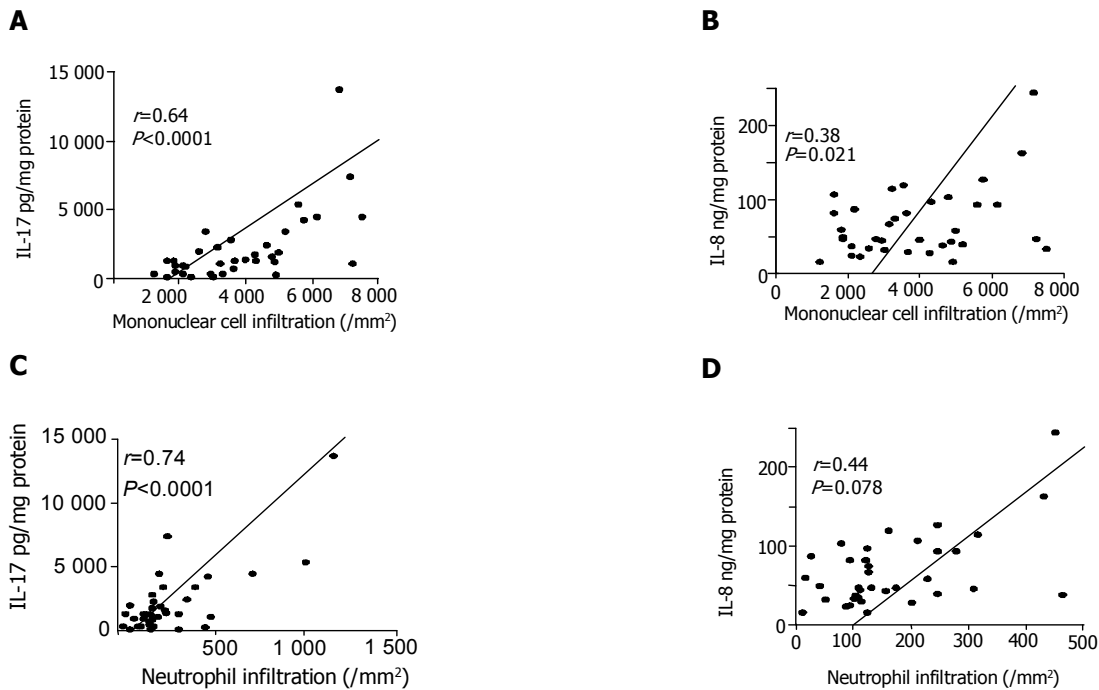 A
IL-17 pg/mg protein
15 000
10 000
5 000
0
r=0.64
P<0.0001
2 000 4 000 6 000 8 000
Mononuclear cell infiltration (/mm²)
B
IL-8 ng/mg protein
200
100
0
r=0.38
P=0.021
0 2 000 4 000 6 000 8 000
Mononuclear cell infiltration (/mm²)
C
IL-17 pg/mg protein
15 000
10 000
5 000
0
r=0.74
P<0.0001
500 1 000 1 500
Neutrophil infiltration (/mm²)
D
IL-8 ng/mg protein
200
100
0
r=0.44
P=0.078
0 100 200 300 400 500
Neutrophil infiltration (/mm²)